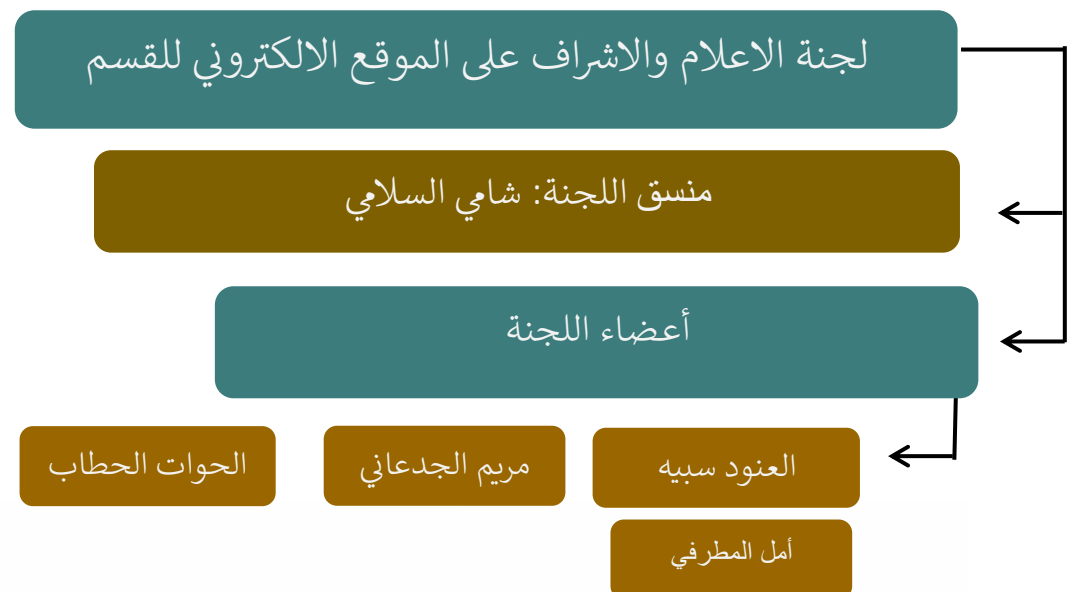 لجنة الاعلام والاشراف على الموقع الالكتروني للقسم
منسق اللجنة: شامي السلامي
أعضاء اللجنة
العنود سبيه
مريم الجدعاني
الحوات الحطاب
أمل المطرفي